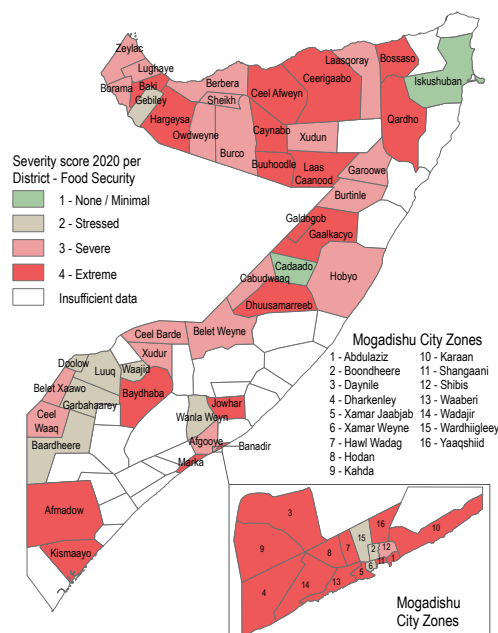 Zeylac
Lughaye
Borama
Baki
Gebiley
Hargeysa
Berbera
Sheikh
Owdweyne
Burco
Ceel Afweyn
Ceerigaabo
Laasqoray
Bossaso
Iskushuban
Qardho
Caynabo
Xudun
Buuhoodle
Laas
Caanood
Garoowe
Burtinle
Galdogob
Gaalkacyo
Cadaado
Cabudwaaq
Hobyo
Dhuusamarreeb
Severity score 2020 per
District - Food Security
1 - None / Minimal
2 - Stressed
3 - Severe
4 - Extreme
Insufficient data
Ceel Barde
Belet Weyne
Xudur
Doolow
Luuq
Waajid
Belet Xaawo
Garbahaarey
Baydhaba
Ceel
Waaq
Baardheere
Wanla Weyn
Jowhar
Afgooye
Banadir
Marka
Afmadow
Kismaayo
Mogadishu
City Zones
1 - Abdulaziz
2 - Boondheere
3 - Daynile
4 - Dharkenley
5 - Xamar Jaabjab
6 - Xamar Weyne
7 - Hawl Wadag
8 - Hodan
9 - Kahda
10 - Karaan
11 - Shangaani
12 - Shibis
13 - Waaberi
14 - Wadajir
15 - Wardhiigleey
16 - Yaaqshiid
3
16
10
9
8
7
15
2
12
6
11
1
5
4
14
13
Mogadishu
City Zones